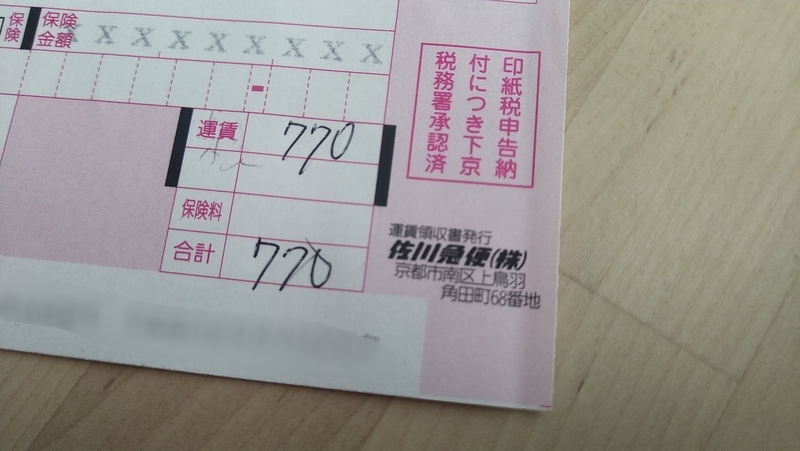 保険
保険
金額
X X X X X X X X X
運賃 770
保険料
合計 770
印紙税申告納
付につき下京
税務署承認済
運賃領収書発行
佐川急便(株)
京都市南区上鳥羽
角田町68番地